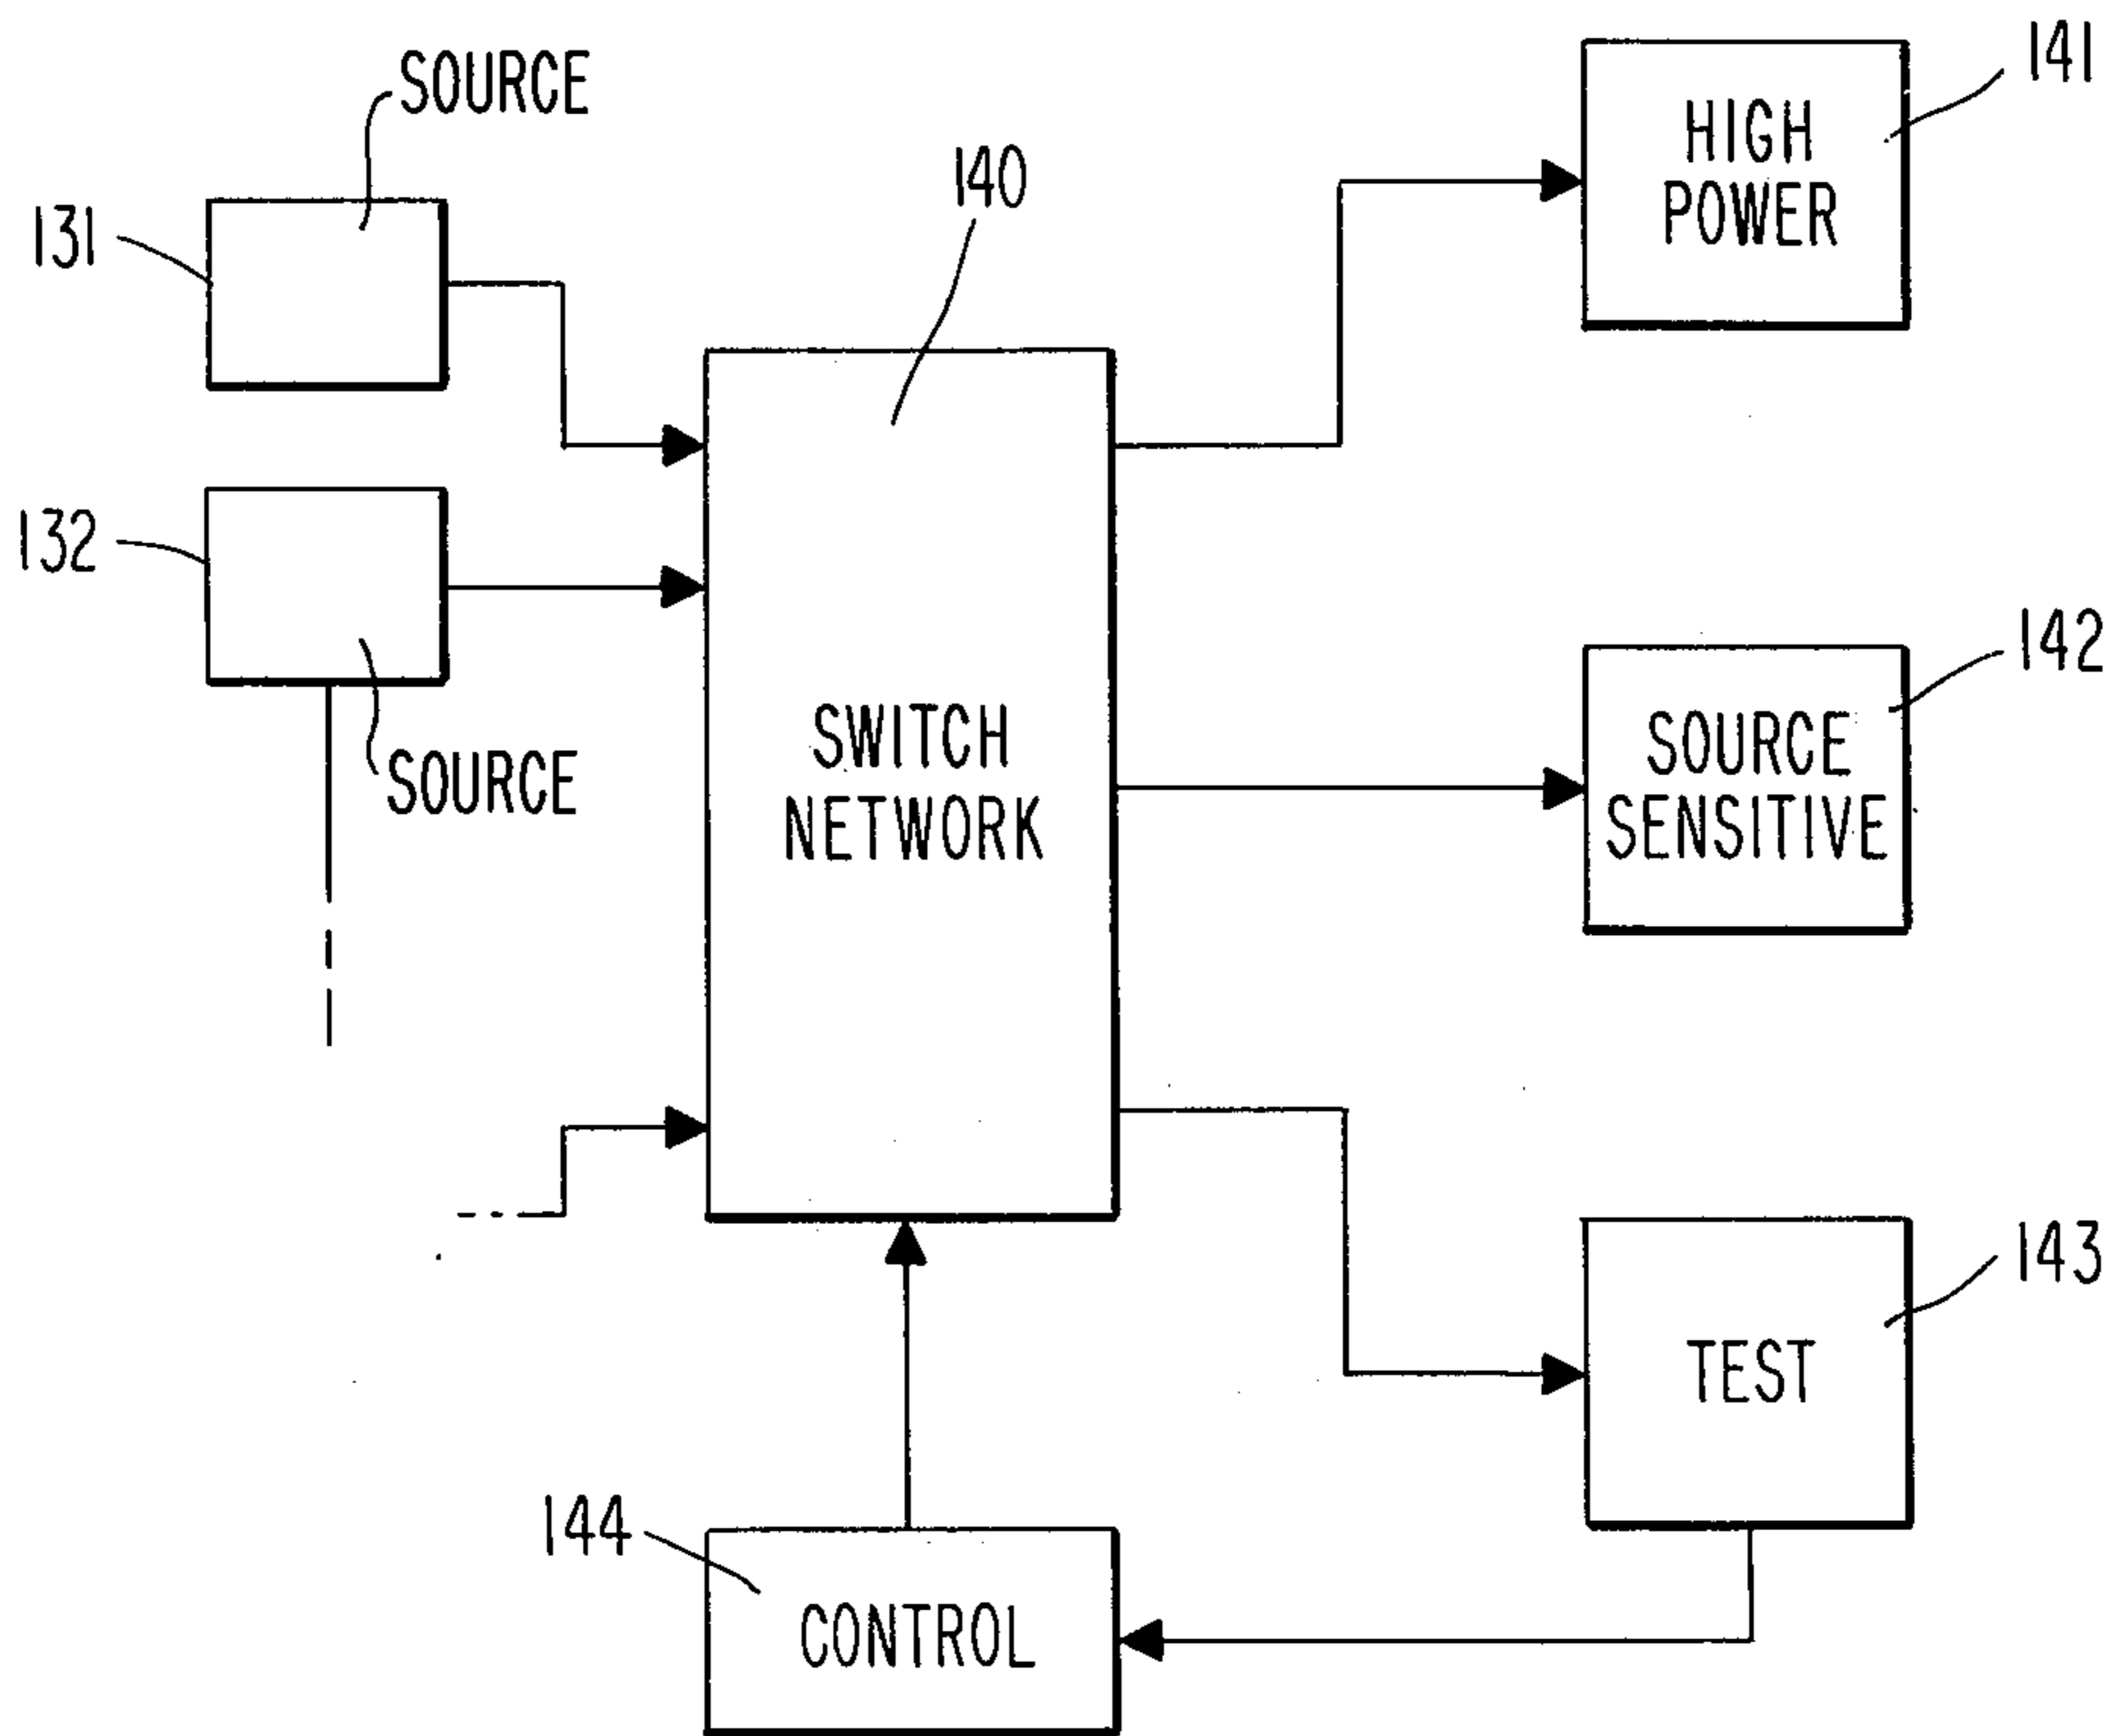 SOURCE
131
132
SOURCE
140
SWITCH
NETWORK
141
HIGH
POWER
142
SOURCE
SENSITIVE
143
TEST
144
CONTROL